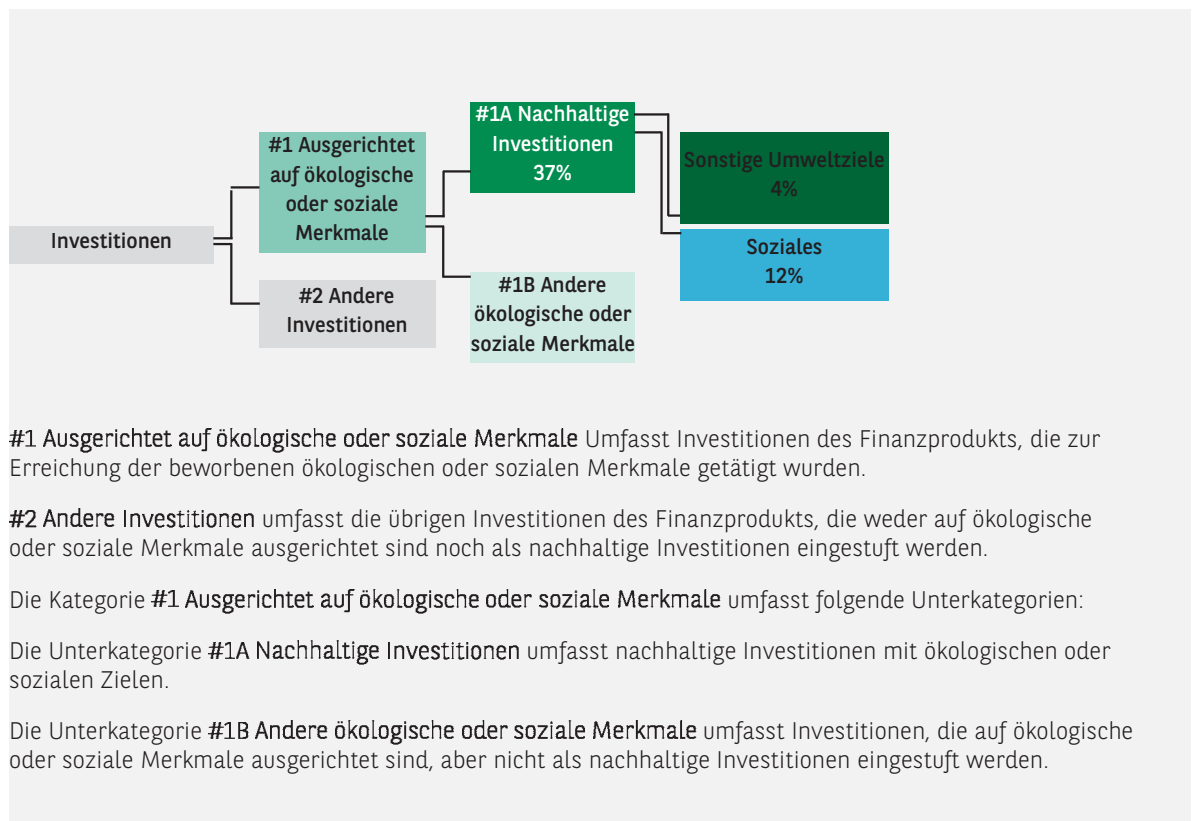 Investitionen
#1 Ausgerichtet
auf ökologische
oder soziale
Merkmale
#2 Andere
Investitionen
#1A Nachhaltige
Investitionen
37%
#1B Andere
ökologische oder
soziale Merkmale
Sonstige Umweltziele
4%
Soziales
12%
#1 Ausgerichtet auf ökologische oder soziale Merkmale Umfasst Investitionen des Finanzprodukts, die zur
Erreichung der beworbenen ökologischen oder sozialen Merkmale getätigt wurden.
#2 Andere Investitionen umfasst die übrigen Investitionen des Finanzprodukts, die weder auf ökologische
oder soziale Merkmale ausgerichtet sind noch als nachhaltige Investitionen eingestuft werden.
Die Kategorie #1 Ausgerichtet auf ökologische oder soziale Merkmale umfasst folgende Unterkategorien:
Die Unterkategorie #1A Nachhaltige Investitionen umfasst nachhaltige Investitionen mit ökologischen oder
sozialen Zielen.
Die Unterkategorie #1B Andere ökologische oder soziale Merkmale umfasst Investitionen, die auf ökologische
oder soziale Merkmale ausgerichtet sind, aber nicht als nachhaltige Investitionen eingestuft werden.